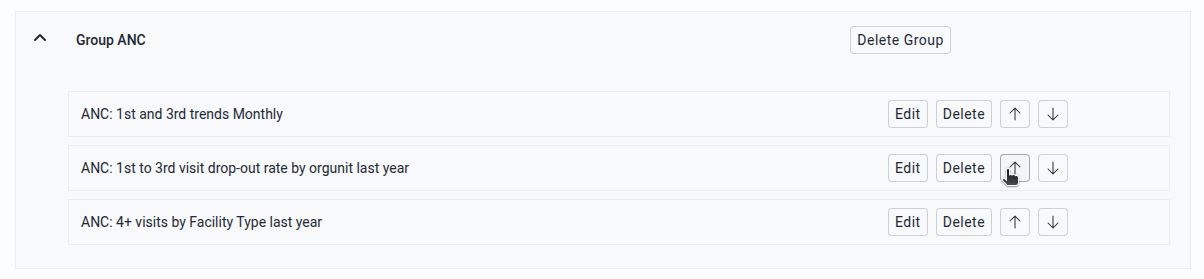 Group ANC Delete Group
ANC: 1st and 3rd trends Monthly Edit Delete
ANC: 1st to 3rd visit drop-out rate by orgunit last year Edit Delete
ANC: 4+ visits by Facility Type last year Edit Delete